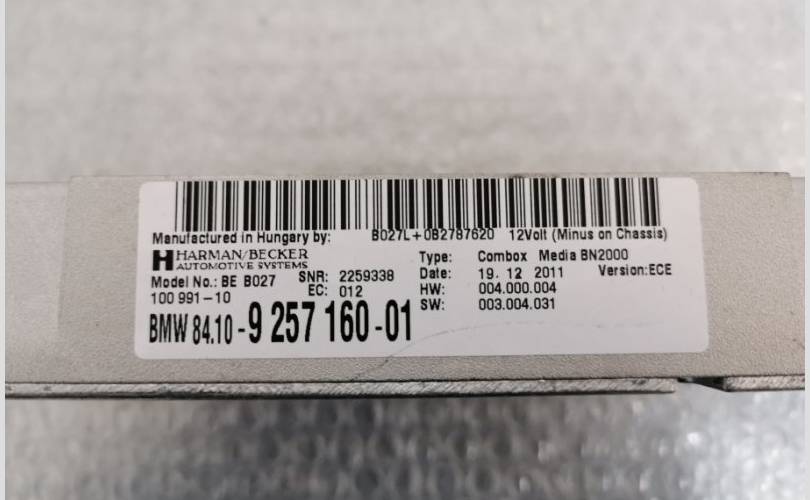 Manufactured in Hungary by: B027L+0B2787620 12Volt (Minus on Chassis)
HARMAN/BECKER
AUTOMOTIVE SYSTEMS
Type: Combox Media BN2000
Model No.: BE B027 SNR: 2259338 Date: 19. 12 2011 Version:ECE
100 991-10 EC: 012 HW: 004.000.004
BMW 84.10-9 257 160-01 SW: 003.004.031